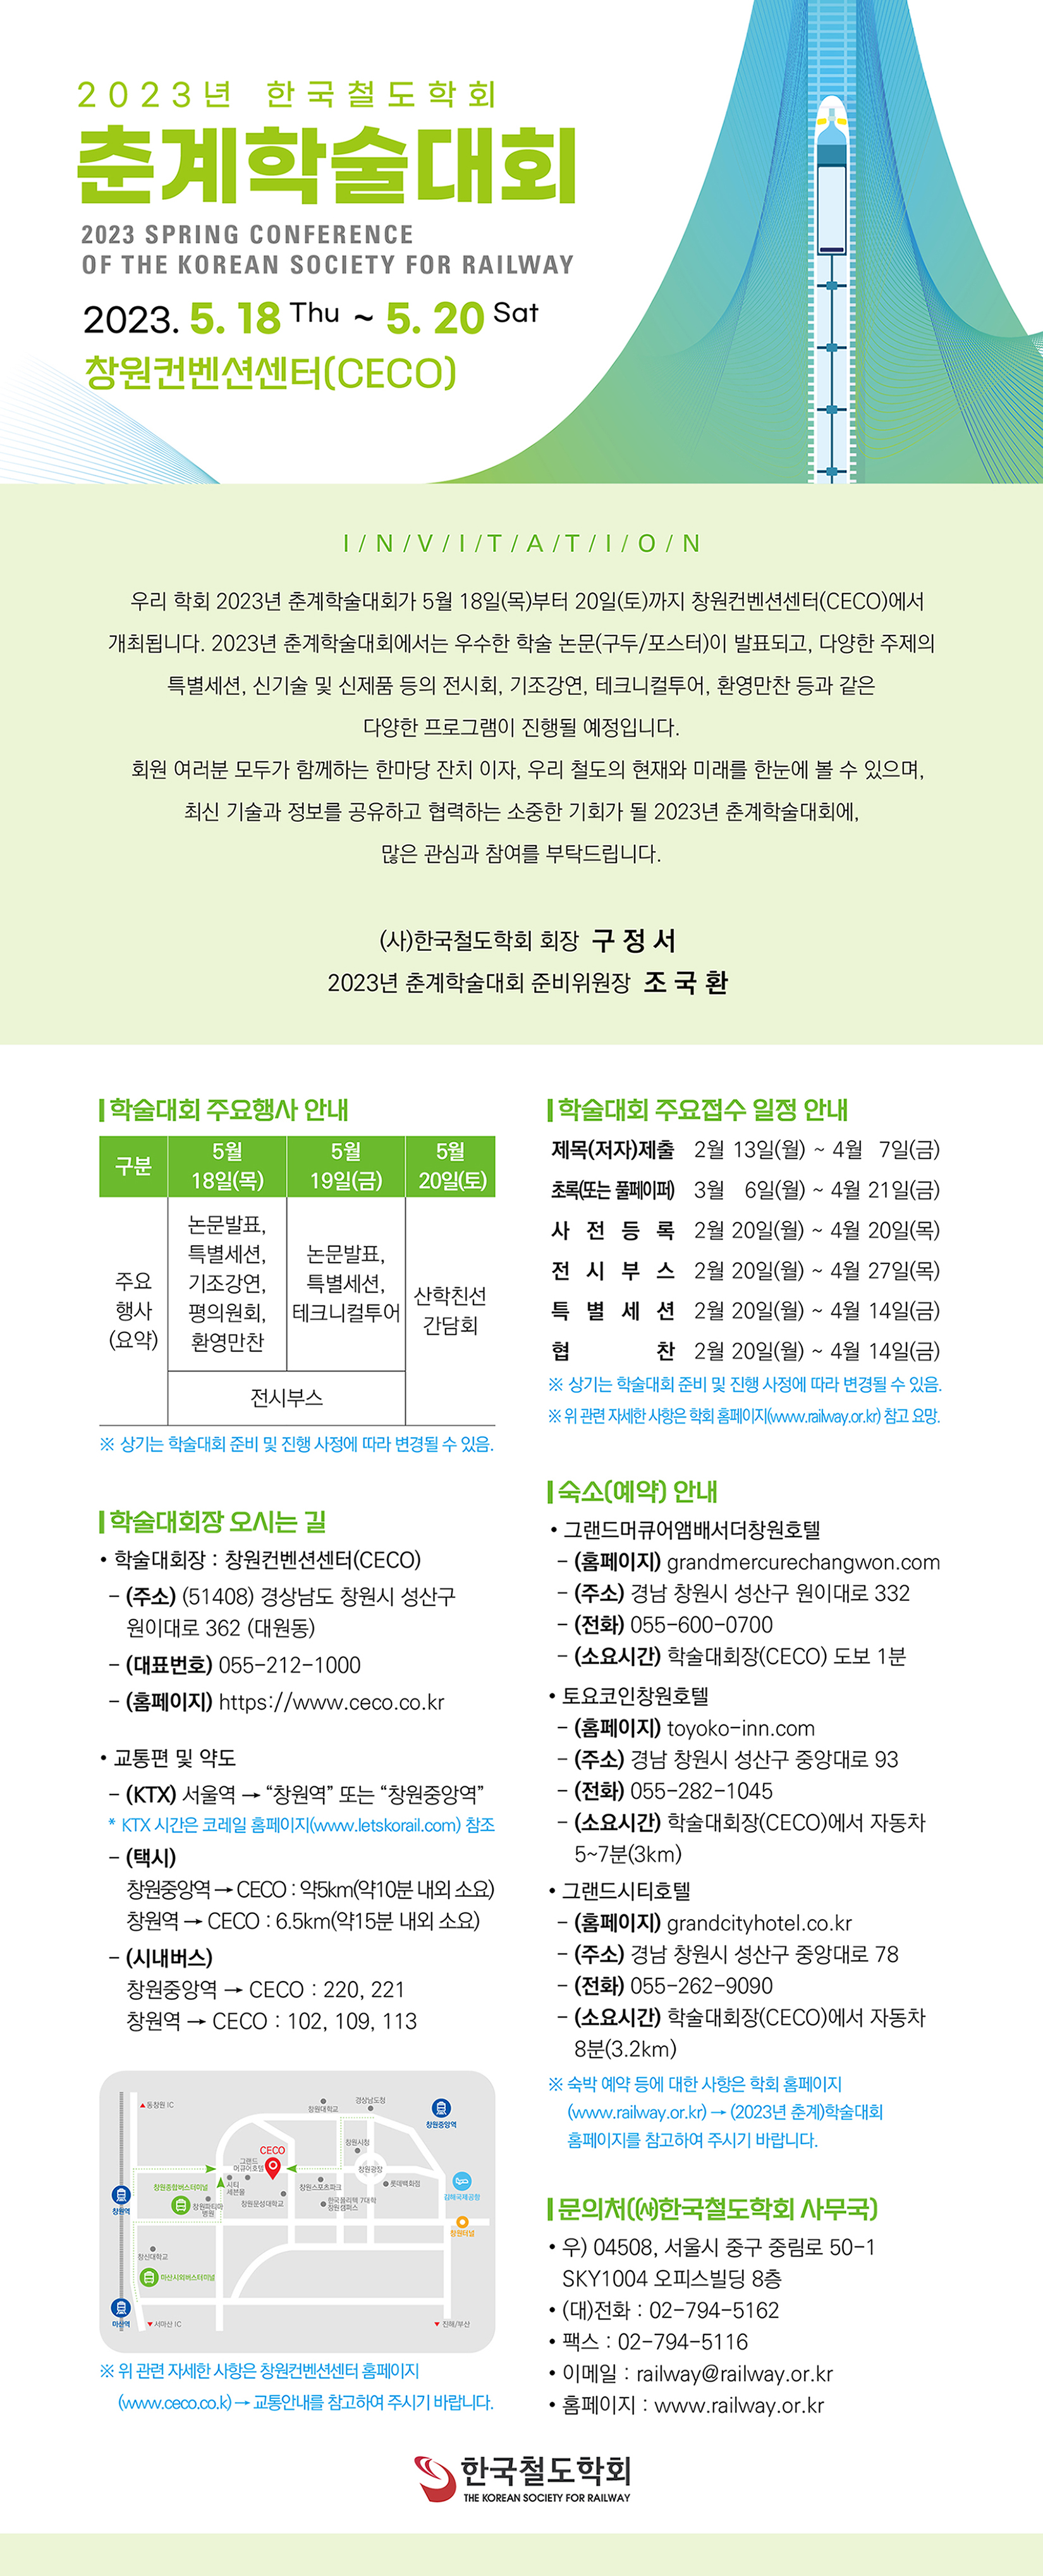 2023년 한국철도학회
춘계학술대회
2023 SPRING CONFERENCE
OF THE KOREAN SOCIETY FOR RAILWAY
2023. 5. 18 Thu ~ 5. 20 Sat
창원컨벤션센터(CECO)
I/N/V/I/T/A/T/I/O/N
우리 학회 2023년 춘계학술대회가 5월 18일(목)부터 20일(토)까지 창원컨벤션센터(CECO)에서
개최됩니다. 2023년 춘계학술대회에서는 우수한 학술 논문(구두/포스터)이 발표되고, 다양한 주제의
특별세션, 신기술 및 신제품 등의 전시회, 기조강연, 테크니컬투어, 환영만찬 등과 같은
다양한 프로그램이 진행될 예정입니다.
회원 여러분 모두가 함께하는 한마당 잔치 이자, 우리 철도의 현재와 미래를 한눈에 볼 수 있으며,
최신 기술과 정보를 공유하고 협력하는 소중한 기회가 될 2023년 춘계학술대회에,
많은 관심과 참여를 부탁드립니다.
(사)한국철도학회 회장 구 정 서
2023년 춘계학술대회 준비위원장 조 국 환
학술대회 주요행사 안내
구분
5월
18일(목)
5월
19일(금)
5월
20일(토)
주요
행사
(요약)
논문발표,
특별세션,
기조강연,
평의원회,
환영만찬
논문발표,
특별세션,
테크니컬투어
산학친선
간담회
전시부스
※ 상기는 학술대회 준비 및 진행 사정에 따라 변경될 수 있음.
학술대회장 오시는 길
• 학술대회장 : 창원컨벤션센터(CECO)
- (주소) (51408) 경상남도 창원시 성산구
원이대로 362 (대원동)
- (대표번호) 055-212-1000
- (홈페이지) https://www.ceco.co.kr
• 교통편 및 약도
- (KTX) 서울역 → “창원역” 또는 “창원중앙역”
* KTX 시간은 코레일 홈페이지(www.letskorail.com) 참조
- (택시)
창원중앙역 → CECO : 약5km(약10분 내외 소요)
창원역 → CECO : 6.5km(약15분 내외 소요)
- (시내버스)
창원중앙역 → CECO : 220, 221
창원역 → CECO : 102, 109, 113
동창원 IC
창원대학교
경상남도청
창원중앙역
창원시청
CECO
그랜드
머큐어호텔
창원광장
시티
세븐몰
창원종합버스터미널
창원스포츠파크
롯데백화점
김해국제공항
창원역
창원파티마
병원
창원문성대학교
한국폴리텍 7대학
창원캠퍼스
창원터널
창신대학교
마산시외버스터미널
마산역
서마산 IC
진해/부산
※ 위 관련 자세한 사항은 창원컨벤션센터 홈페이지
(www.ceco.co.k) → 교통안내를 참고하여 주시기 바랍니다.
학술대회 주요접수 일정 안내
제목(저자)제출 2월 13일(월) ~ 4월 7일(금)
초록(또는 풀페이퍼) 3월 6일(월) ~ 4월 21일(금)
사 전 등 록 2월 20일(월) ~ 4월 20일(목)
전 시 부 스 2월 20일(월) ~ 4월 27일(목)
특 별 세 션 2월 20일(월) ~ 4월 14일(금)
협 찬 2월 20일(월) ~ 4월 14일(금)
※ 상기는 학술대회 준비 및 진행 사정에 따라 변경될 수 있음.
※ 위 관련 자세한 사항은 학회 홈페이지(www.railway.or.kr) 참고 요망.
숙소(예약) 안내
• 그랜드머큐어앰배서더창원호텔
- (홈페이지) grandmercurechangwon.com
- (주소) 경남 창원시 성산구 원이대로 332
- (전화) 055-600-0700
- (소요시간) 학술대회장(CECO) 도보 1분
• 토요코인창원호텔
- (홈페이지) toyoko-inn.com
- (주소) 경남 창원시 성산구 중앙대로 93
- (전화) 055-282-1045
- (소요시간) 학술대회장(CECO)에서 자동차
5~7분(3km)
• 그랜드시티호텔
- (홈페이지) grandcityhotel.co.kr
- (주소) 경남 창원시 성산구 중앙대로 78
- (전화) 055-262-9090
- (소요시간) 학술대회장(CECO)에서 자동차
8분(3.2km)
※ 숙박 예약 등에 대한 사항은 학회 홈페이지
(www.railway.or.kr) → (2023년 춘계)학술대회
홈페이지를 참고하여 주시기 바랍니다.
문의처((사)한국철도학회 사무국)
• 우) 04508, 서울시 중구 중림로 50-1
SKY1004 오피스빌딩 8층
• (대)전화 : 02-794-5162
• 팩스 : 02-794-5116
• 이메일 : railway@railway.or.kr
• 홈페이지 : www.railway.or.kr
한국철도학회
THE KOREAN SOCIETY FOR RAILWAY